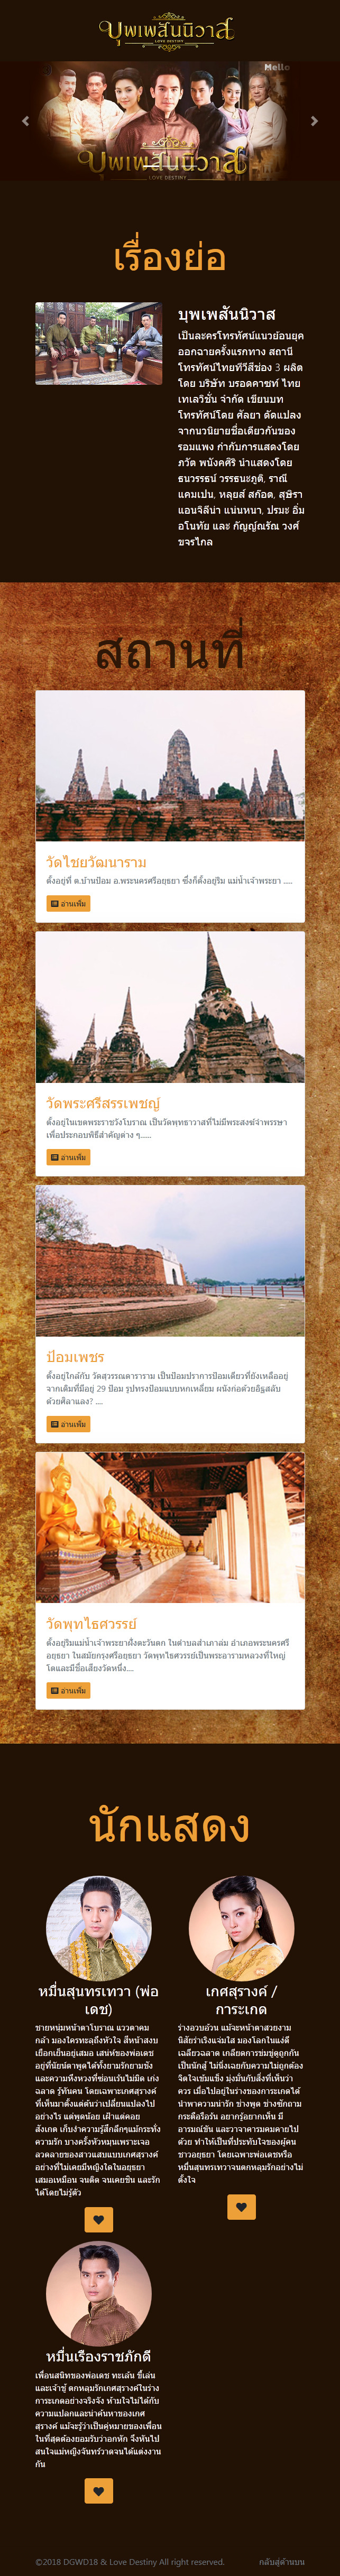 บุพเพสันนิวาส
LOVE DESTINY
Hello
บุพเพสันนิวาส
LOVE DESTINY
เรื่องย่อ
บุพเพสันนิวาส
เป็นละครโทรทัศน์แนวย้อนยุค
ออกฉายครั้งแรกทาง สถานี
โทรทัศน์ไทยทีวีสีช่อง 3 ผลิต
โดย บริษัท บรอดคาซท์ ไทย
เทเลวิชั่น จำกัด เขียนบท
โทรทัศน์โดย ศัลยา ดัดแปลง
จากนวนิยายชื่อเดียวกันของ
รอมแพง กำกับการแสดงโดย
ภวัต พนังคศิริ นำแสดงโดย
ธนวรรธน์ วรรธนะภูติ, ราณี
แคมเปน, หลุยส์ สก๊อต, สุษิรา
แอนจิลีน่า แน่นหนา, ปรมะ อิ่ม
อโนทัย และ กัญญ์ณรัณ วงศ์
ขจรไกล
สถานที่
วัดไชยวัฒนาราม
ตั้งอยู่ที่ ต.บ้านป้อม อ.พระนครศรีอยุธยา ซึ่งก็ตั้งอยู่ริม แม่น้ำเจ้าพระยา .....
อ่านเพิ่ม
วัดพระศรีสรรเพชญ์
ตั้งอยู่ในเขตพระราชวังโบราณ เป็นวัดพุทธาวาสที่ไม่มีพระสงฆ์จำพรรษา
เพื่อประกอบพิธีสำคัญต่าง ๆ......
อ่านเพิ่ม
ป้อมเพชร
ตั้งอยู่ใกล้กับ วัดสุวรรณดาราราม เป็นป้อมปราการป้อมเดียวที่ยังเหลืออยู่
จากเดิมที่มีอยู่ 29 ป้อม รูปทรงป้อมแบบหกเหลี่ยม ผนังก่อด้วยอิฐสลับ
ด้วยศิลาแลง? ....
อ่านเพิ่ม
วัดพุทไธศวรรย์
ตั้งอยู่ริมแม่น้ำเจ้าพระยาฝั่งตะวันตก ในตำบลสำเภาล่ม อำเภอพระนครศรี
อยุธยา ในสมัยกรุงศรีอยุธยา วัดพุทไธศวรรย์เป็นพระอารามหลวงที่ใหญ่
โตและมีชื่อเสียงวัดหนึ่ง....
อ่านเพิ่ม
นักแสดง
หมื่นสุนทรเทวา (พ่อ
เดช)
ชายหนุ่มหน้าตาโบราณ แววตาคม
กล้า มองใครทะลุถึงหัวใจ สีหน้าสงบ
เยือกเย็นอยู่เสมอ เสน่ห์ของพ่อเดช
อยู่ที่นัยน์ตาพูดได้ทั้งยามรักยามชัง
และความหึงหวงที่ซ่อนเร้นไม่มิด เก่ง
ฉลาด รู้ทันคน โดยเฉพาะเกศสุรางค์
ที่เห็นมาตั้งแต่ต้นว่าเปลี่ยนแปลงไป
อย่างไร แต่พูดน้อย เฝ้าแต่คอย
สังเกต เก็บงำความรู้สึกลึกๆแม้กระทั่ง
ความรัก บางครั้งหัวหมุนเพราะเจอ
ลวดลายของสาวแสนแบบเกศสุรางค์
อย่างที่ไม่เคยมีหญิงใดในอยุธยา
เสมอเหมือน จนติด จนเคยชิน และรัก
ได้โดยไม่รู้ตัว
เกศสุรางค์ /
การะเกด
ร่างอวบอ้วน แม้จะหน้าตาสวยงาม
นิสัยร่าเริงแจ่มใส มองโลกในแง่ดี
เฉลียวฉลาด เกลียดการข่มขู่ดูถูกกัน
เป็นนักสู้ ไม่นิ่งเฉยกับความไม่ถูกต้อง
จิตใจเข้มแข็ง มุ่งมั่นกับสิ่งที่เห็นว่า
ควร เมื่อไปอยู่ในร่างของการะเกดได้
นำพาความน่ารัก ช่างพูด ช่างซักถาม
กระตือรือร้น อยากรู้อยากเห็น มี
อารมณ์ขัน และวาจาคารมคมคายไป
ด้วย ทำให้เป็นที่ประทับใจของผู้คน
ชาวอยุธยา โดยเฉพาะพ่อเดชหรือ
หมื่นสุนทรเทวาจนตกหลุมรักอย่างไม่
ตั้งใจ
หมื่นเรืองราชภักดี
เพื่อนสนิทของพ่อเดช ทะเล้น ขี้เล่น
และเจ้าชู้ ตกหลุมรักเกศสุรางค์ในร่าง
การะเกดอย่างจริงจัง ห้ามใจไม่ได้กับ
ความแปลกและน่าค้นหาของเกศ
สุรางค์ แม้จะรู้ว่าเป็นคู่หมายของเพื่อน
ในที่สุดต้องยอมรับว่าอกหัก จึงหันไป
สนใจแม่หญิงจันทร์วาดจนได้แต่งงาน
กัน
©2018 DGWD18 & Love Destiny All right reserved.
กลับสู่ด้านบน